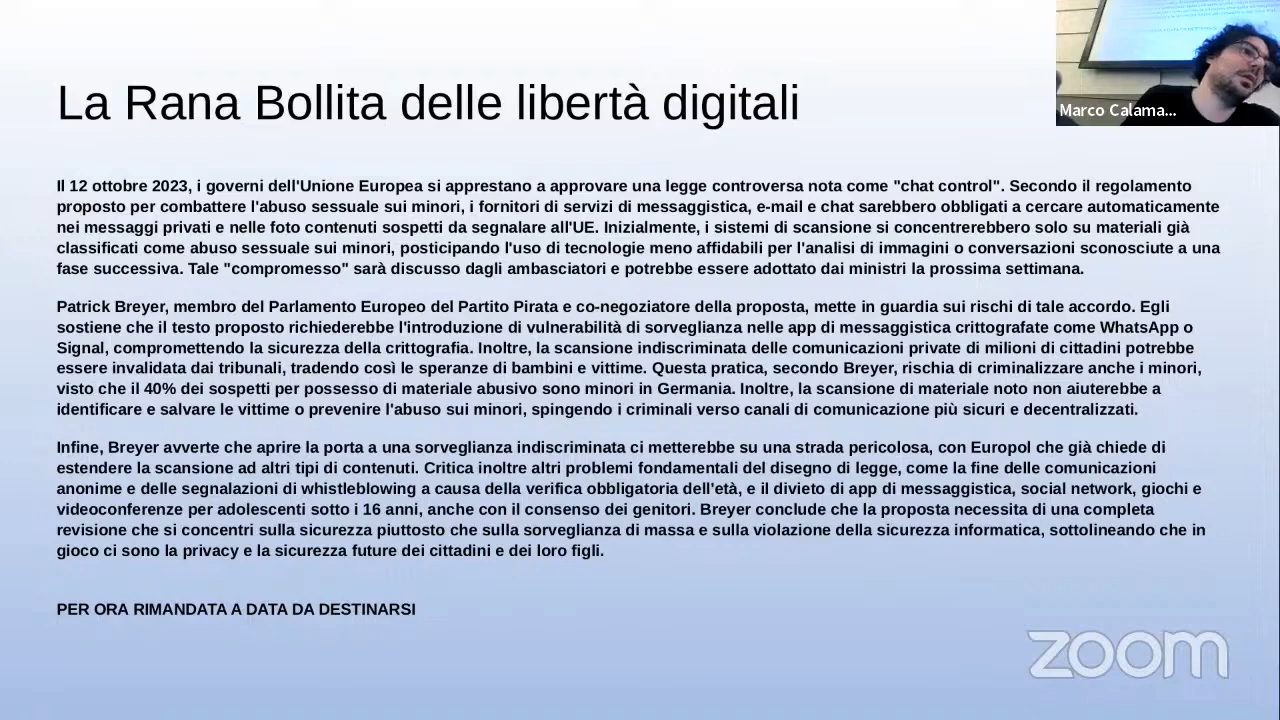 La Rana Bollita delle libertà digitali
Marco Calama...
Il 12 ottobre 2023, i governi dell'Unione Europea si apprestano a approvare una legge controversa nota come "chat control". Secondo il regolamento
proposto per combattere l'abuso sessuale sui minori, i fornitori di servizi di messaggistica, e-mail e chat sarebbero obbligati a cercare automaticamente
nei messaggi privati e nelle foto contenuti sospetti da segnalare all'UE. Inizialmente, i sistemi di scansione si concentrerebbero solo su materiali già
classificati come abuso sessuale sui minori, posticipando l'uso di tecnologie meno affidabili per l'analisi di immagini o conversazioni sconosciute a una
fase successiva. Tale "compromesso" sarà discusso dagli ambasciatori e potrebbe essere adottato dai ministri la prossima settimana.
Patrick Breyer, membro del Parlamento Europeo del Partito Pirata e co-negoziatore della proposta, mette in guardia sui rischi di tale accordo. Egli
sostiene che il testo proposto richiederebbe l'introduzione di vulnerabilità di sorveglianza nelle app di messaggistica crittografate come WhatsApp o
Signal, compromettendo la sicurezza della crittografia. Inoltre, la scansione indiscriminata delle comunicazioni private di milioni di cittadini potrebbe
essere invalidata dai tribunali, tradendo così le speranze di bambini e vittime. Questa pratica, secondo Breyer, rischia di criminalizzare anche i minori,
visto che il 40% dei sospetti per possesso di materiale abusivo sono minori in Germania. Inoltre, la scansione di materiale noto non aiuterebbe a
identificare e salvare le vittime o prevenire l'abuso sui minori, spingendo i criminali verso canali di comunicazione più sicuri e decentralizzati.
Infine, Breyer avverte che aprire la porta a una sorveglianza indiscriminata ci metterebbe su una strada pericolosa, con Europol che già chiede di
estendere la scansione ad altri tipi di contenuti. Critica inoltre altri problemi fondamentali del disegno di legge, come la fine delle comunicazioni
anonime e delle segnalazioni di whistleblowing a causa della verifica obbligatoria dell'età, e il divieto di app di messaggistica, social network, giochi e
videoconferenze per adolescenti sotto i 16 anni, anche con il consenso dei genitori. Breyer conclude che la proposta necessita di una completa
revisione che si concentri sulla sicurezza piuttosto che sulla sorveglianza di massa e sulla violazione della sicurezza informatica, sottolineando che in
gioco ci sono la privacy e la sicurezza future dei cittadini e dei loro figli.
PER ORA RIMANDATA A DATA DA DESTINARSI
zoom